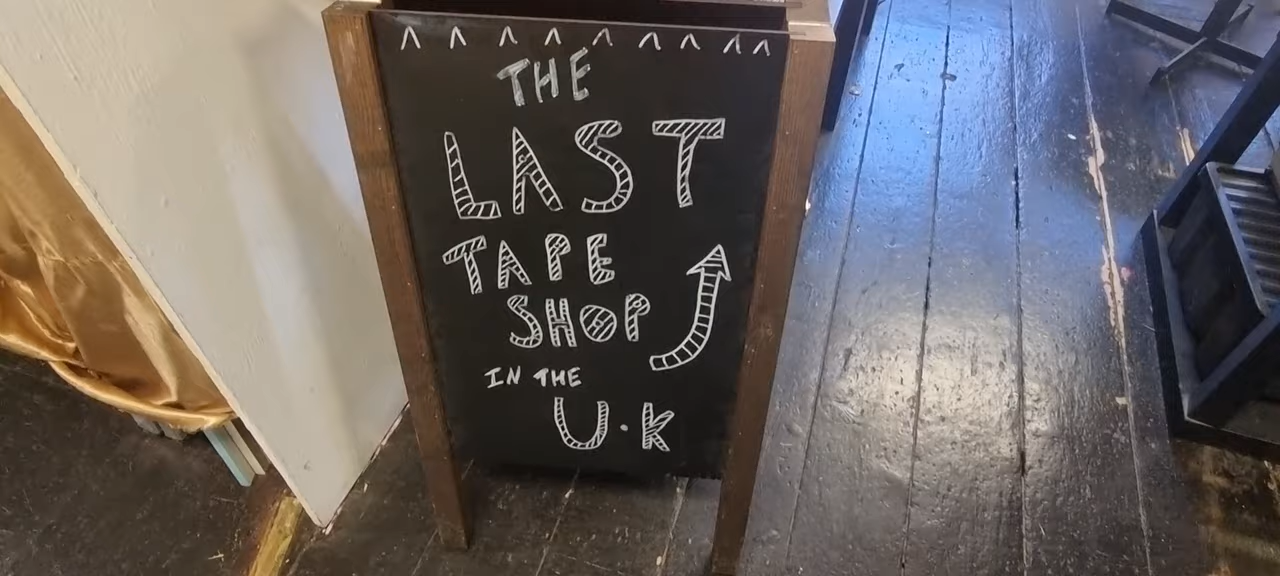 THE
LAST
TAPE
SHOP
IN THE
U.K